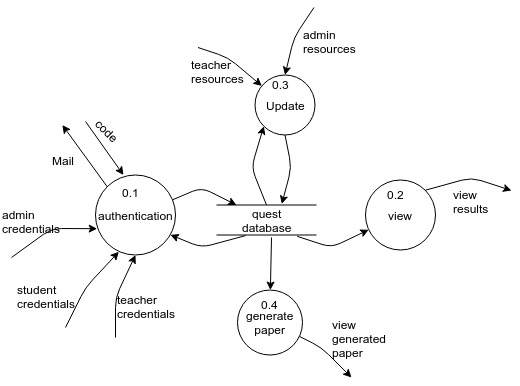 admin
resources
teacher
resources
0.3
Update
code
Mail
0.1
authentication
admin
credentials
student
credentials
teacher
credentials
quest
database
0.2
view
view
results
0.4
generate
paper
view
generated
paper